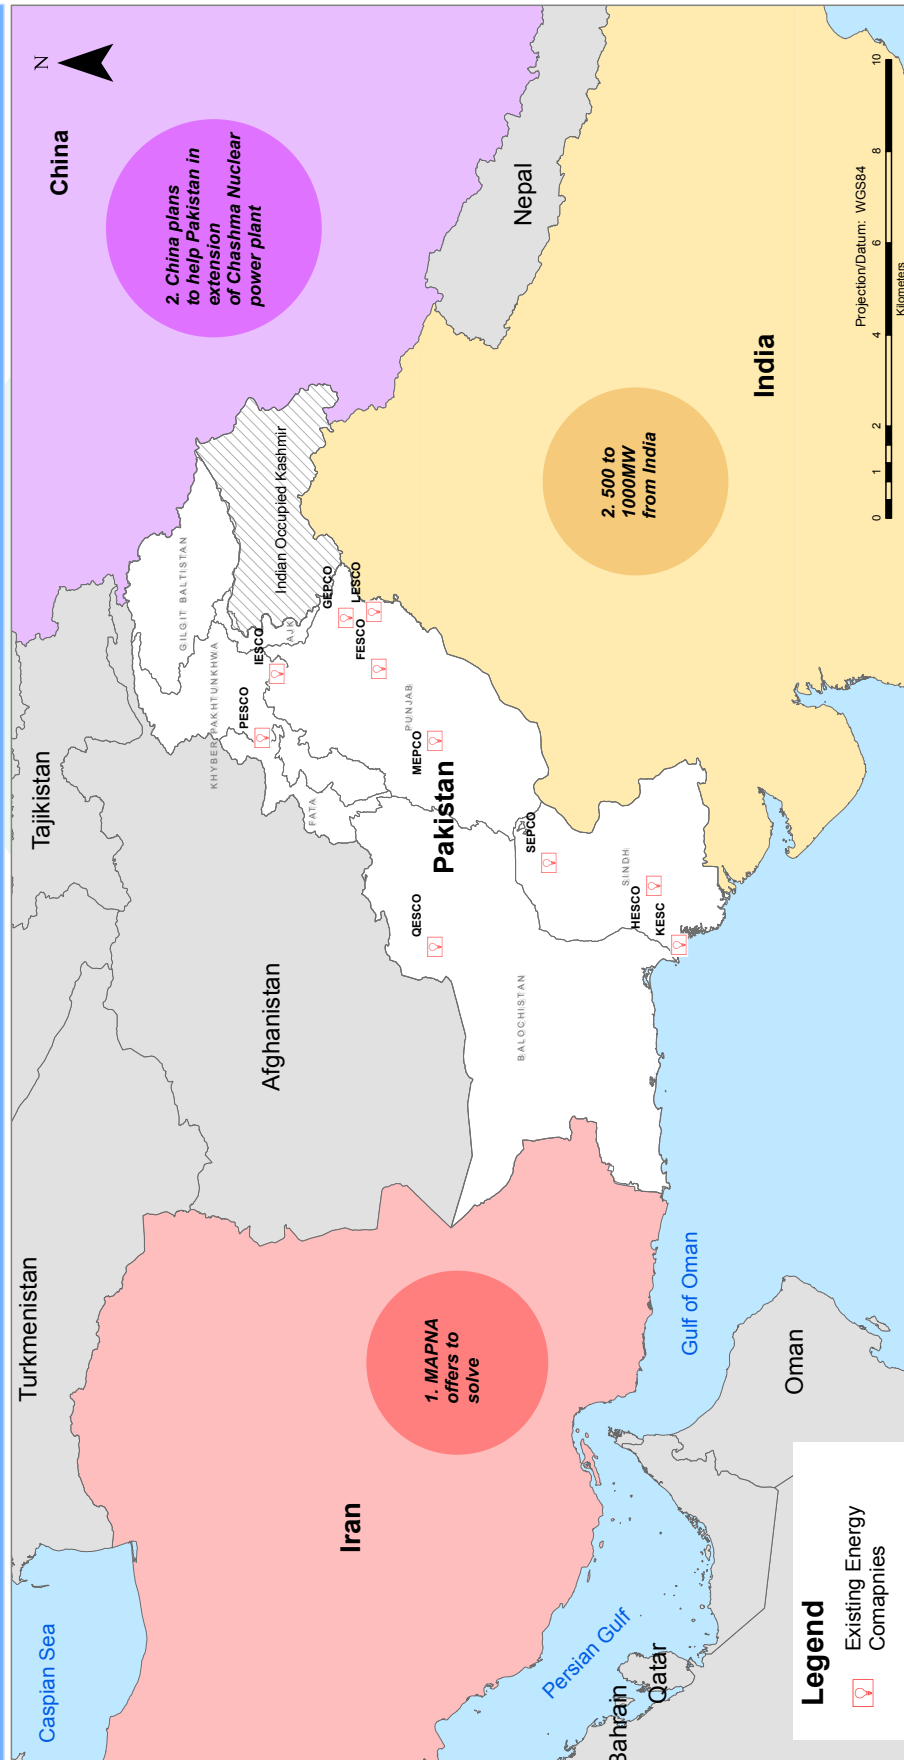 N
China
2. China plans
to help Pakistan in
extension
of Chashma Nuclear
power plant
Tajikistan
Turkmenistan
Caspian Sea
GILGIT BALTISTAN
KHYBER PAKHTUNKHWA
Indian Occupied Kashmir
AJK
IESCO
PESCO
GEPCO
LESCO
FESCO
FATA
PUNJAB
MEPCO
Pakistan
QESCO
SEPCO
SINDH
HESCO
KESC
BALOCHISTAN
Afghanistan
Nepal
India
2. 500 to
1000MW
from India
Iran
1. MAPNA
offers to
solve
Gulf of Oman
Oman
Persian Gulf
Qatar
Bahrain
Legend
Existing Energy
Comapnies
Projection/Datum: WGS84
0 1 2 4 6 8 10
Kilometers